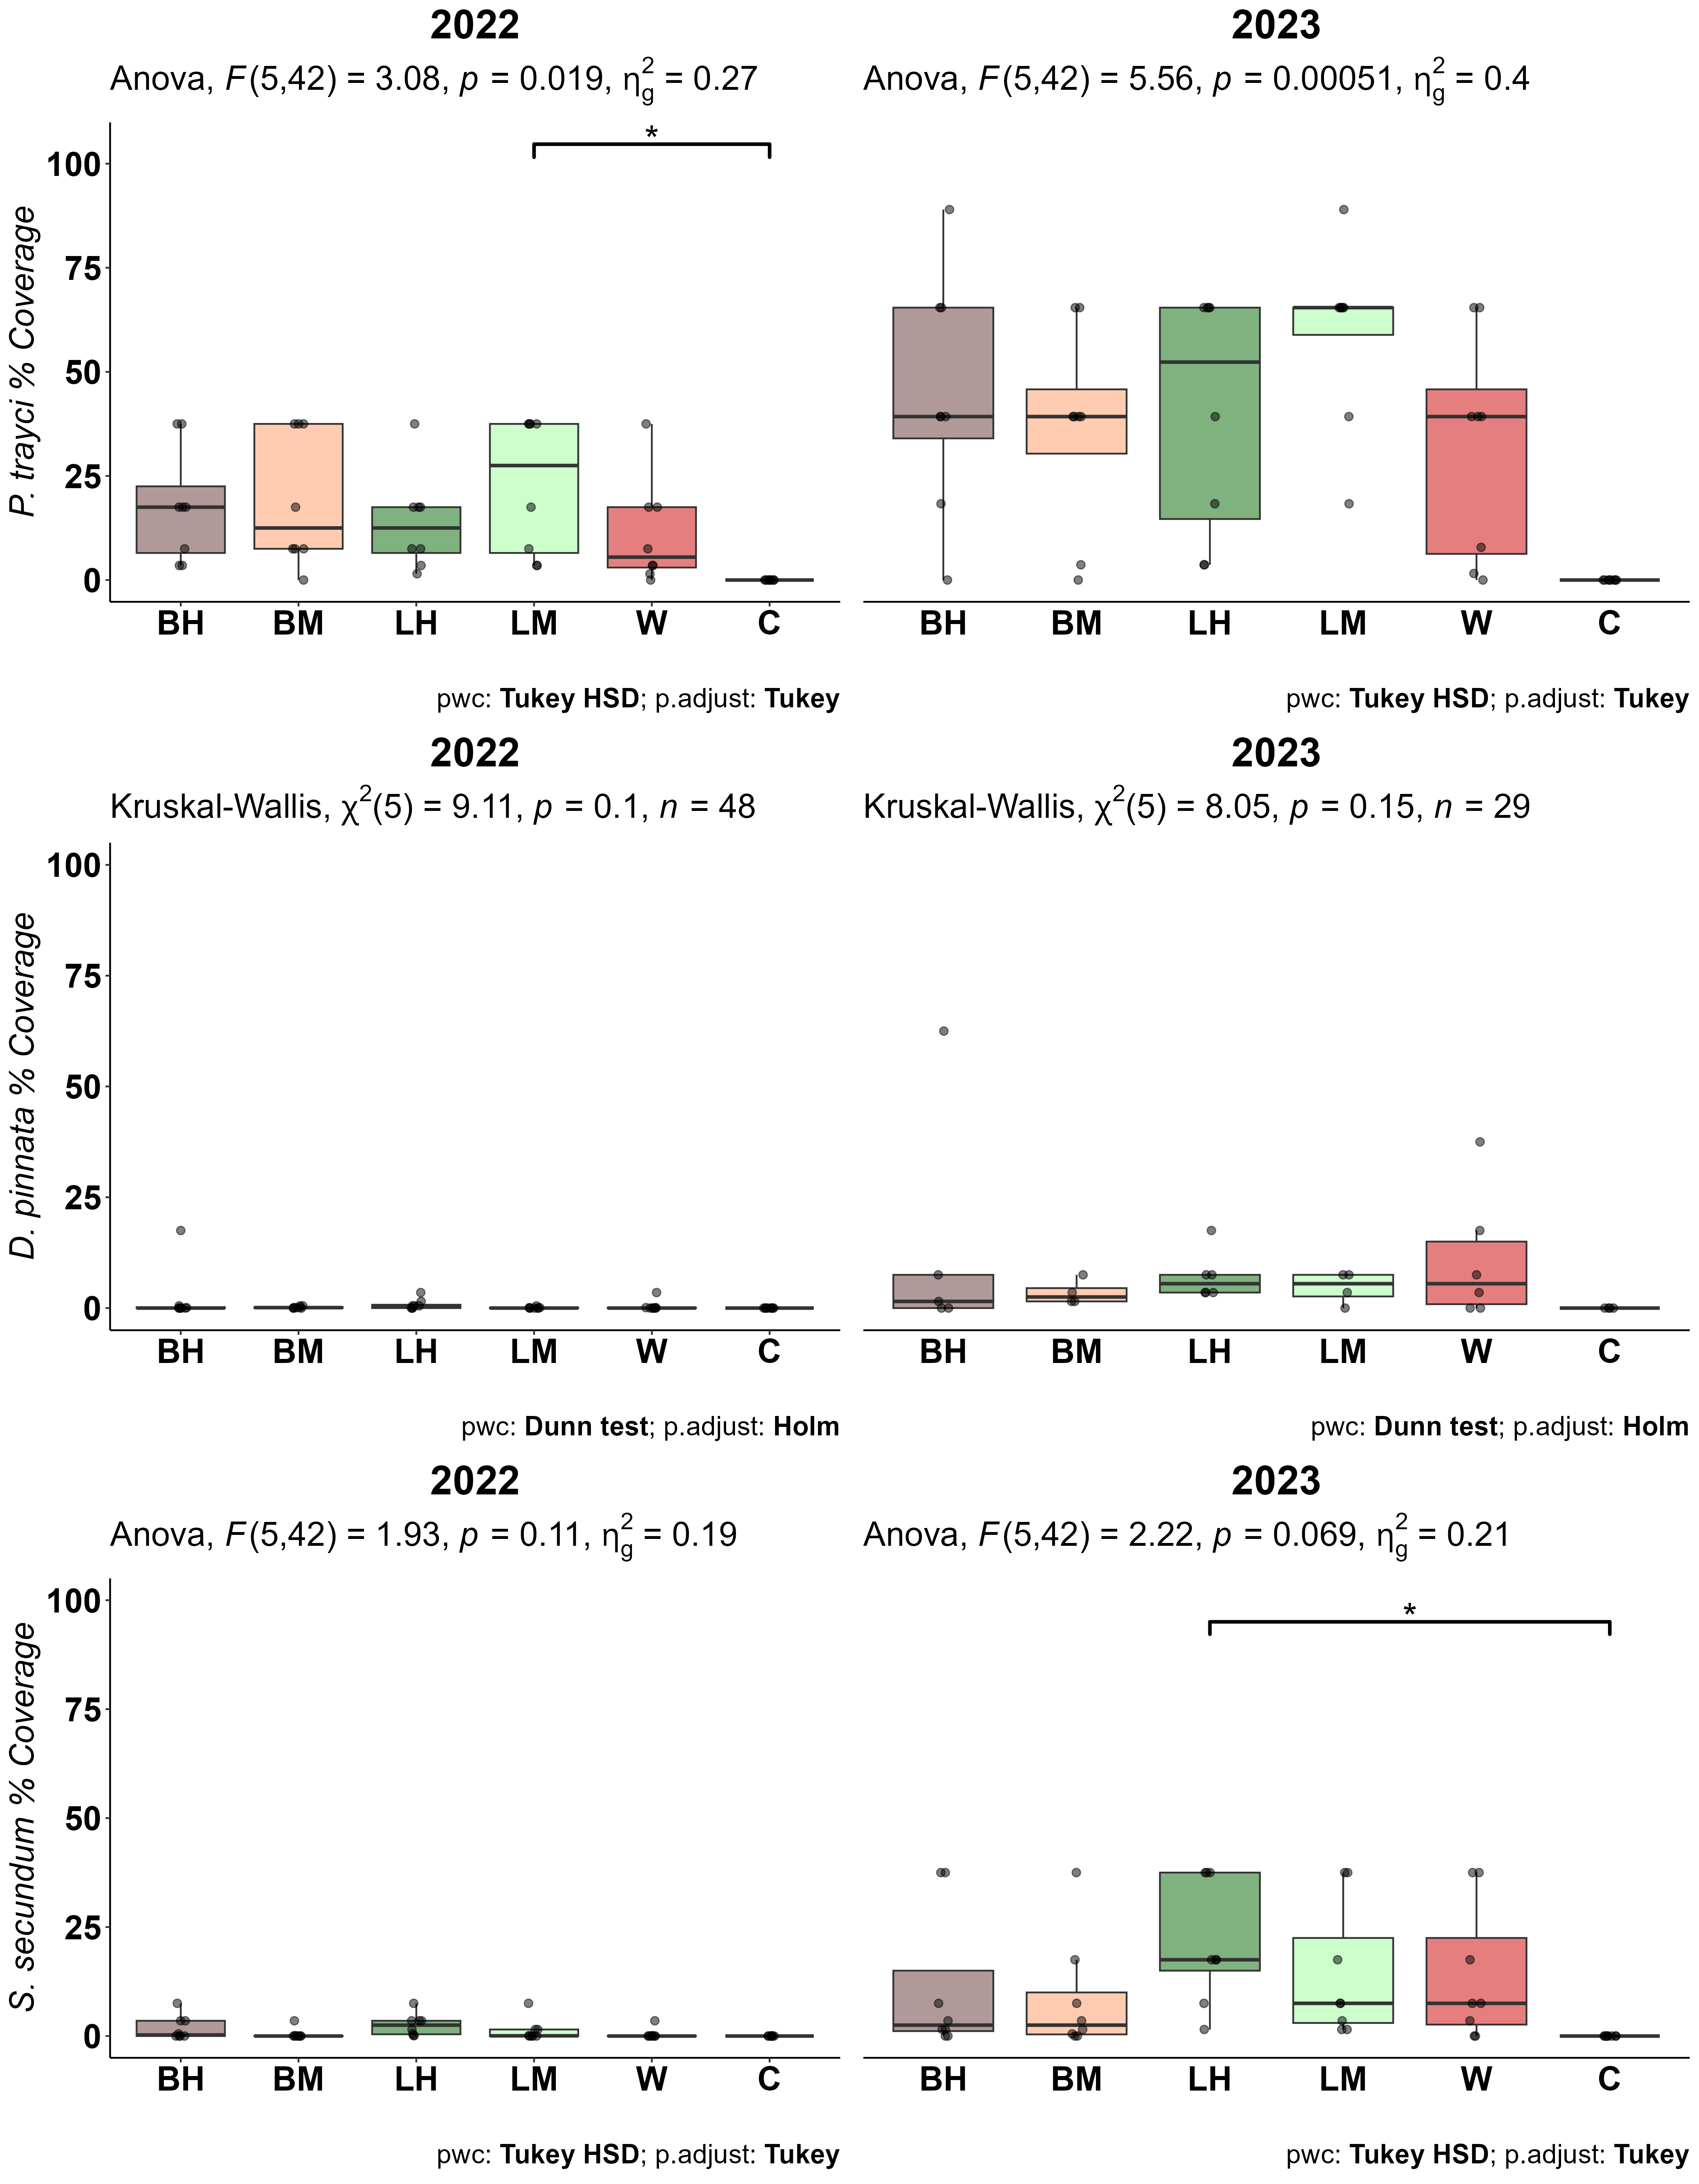 2022
2023
Anova, F(5,42) = 3.08, p = 0.019, η²g = 0.27
Anova, F(5,42) = 5.56, p = 0.00051, η²g = 0.4
P. trayci % Coverage
100
75
50
25
0
*
BH BM LH LM W C
BH BM LH LM W C
pwc: Tukey HSD; p.adjust: Tukey
pwc: Tukey HSD; p.adjust: Tukey
2022
2023
Kruskal-Wallis, χ²(5) = 9.11, p = 0.1, n = 48
Kruskal-Wallis, χ²(5) = 8.05, p = 0.15, n = 29
D. pinnata % Coverage
100
75
50
25
0
BH BM LH LM W C
BH BM LH LM W C
pwc: Dunn test; p.adjust: Holm
pwc: Dunn test; p.adjust: Holm
2022
2023
Anova, F(5,42) = 1.93, p = 0.11, η²g = 0.19
Anova, F(5,42) = 2.22, p = 0.069, η²g = 0.21
S. secundum % Coverage
100
75
50
25
0
*
BH BM LH LM W C
BH BM LH LM W C
pwc: Tukey HSD; p.adjust: Tukey
pwc: Tukey HSD; p.adjust: Tukey